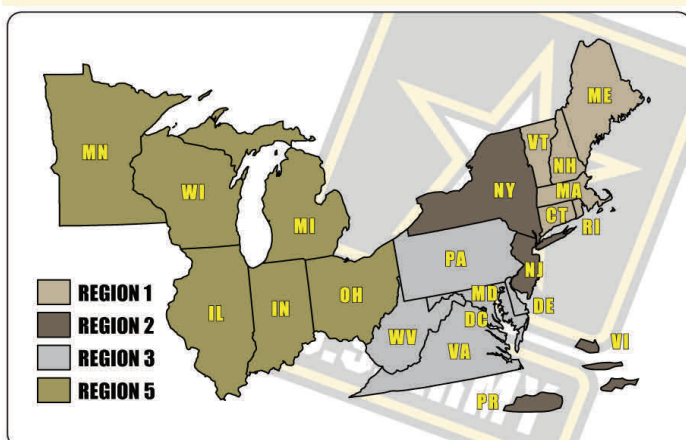 ME
VT
NH
MN
NY
MA
WI
CT
RI
MI
PA
NJ
REGION 1
OH
MD
DE
IL
IN
REGION 2
DC
WV
VA
VI
REGION 3
REGION 5
PR
U.S. ARMY